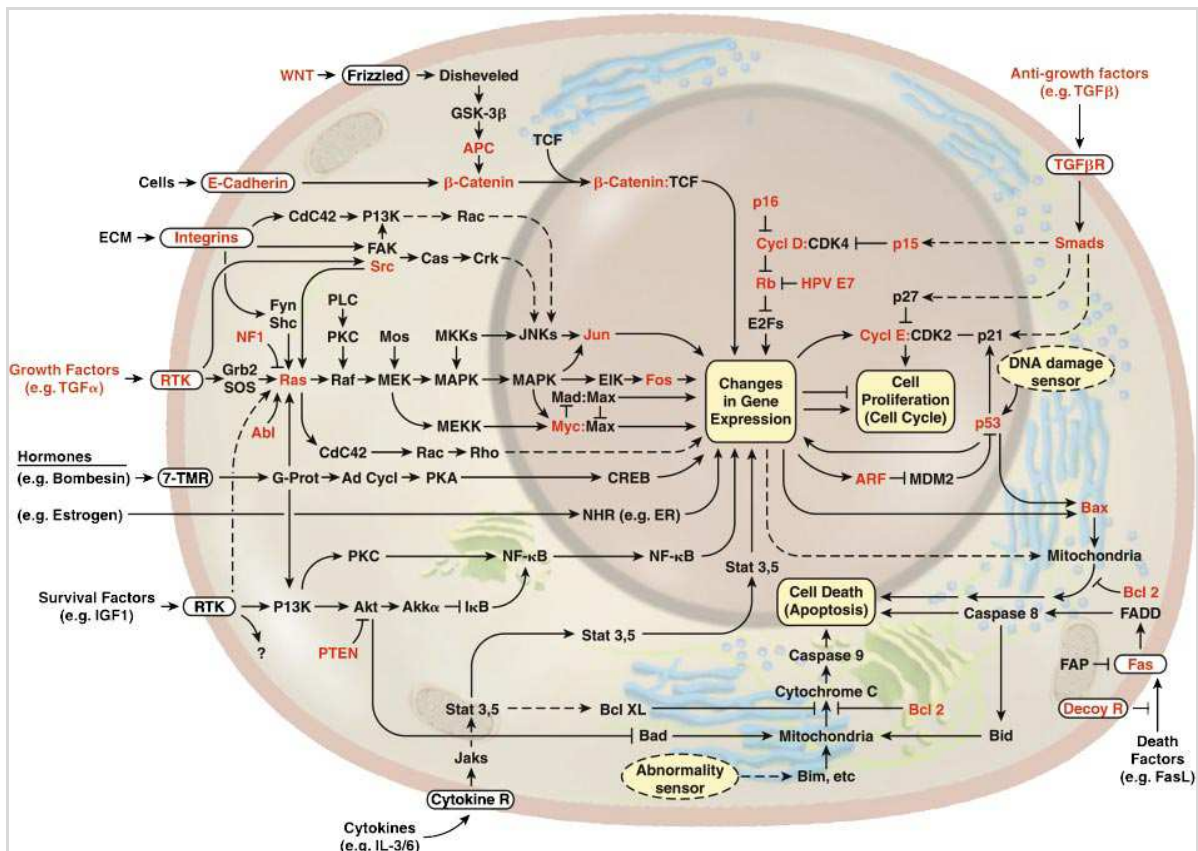 WNT Frizzled Disheveled
Anti-growth factors
(e.g. TGFβ)
GSK-3β
TCF
APC
TGFβR
Cells E-Cadherin β-Catenin β-Catenin:TCF
p16
CdC42 P13K Rac
ECM Integrins
FAK
Cycl D:CDK4 p15 Smads
Src Cas Crk
Rb HPV E7
Fyn
Shc
PLC
p27
NF1
PKC Mos MKKs JNKs Jun
E2Fs
Cycl E:CDK2 p21
Growth Factors
(e.g. TGFα)
RTK Grb2
SOS
Ras Raf MEK MAPK MAPK ElK Fos
Changes
in Gene
Expression
Cell
Proliferation
(Cell Cycle)
DNA damage
sensor
Mad:Max
Abl
MEKK Myc:Max
p53
CdC42 Rac Rho
Hormones
(e.g. Bombesin) 7-TMR G-Prot Ad Cycl PKA CREB
ARF MDM2
(e.g. Estrogen) NHR (e.g. ER)
Bax
PKC NF-κB NF-κB
Mitochondria
Stat 3,5
Survival Factors
(e.g. IGF1)
RTK P13K Akt Akkα IκB
Cell Death
(Apoptosis)
Bcl 2
Caspase 8 FADD
?
PTEN
Stat 3,5
Caspase 9
FAP Fas
Cytochrome C
Stat 3,5 Bcl XL Bcl 2
Decoy R
Bad Mitochondria Bid
Jaks
Death
Factors
(e.g. FasL)
Abnormality
sensor
Bim, etc
Cytokine R
Cytokines
(e.g. IL-3/6)